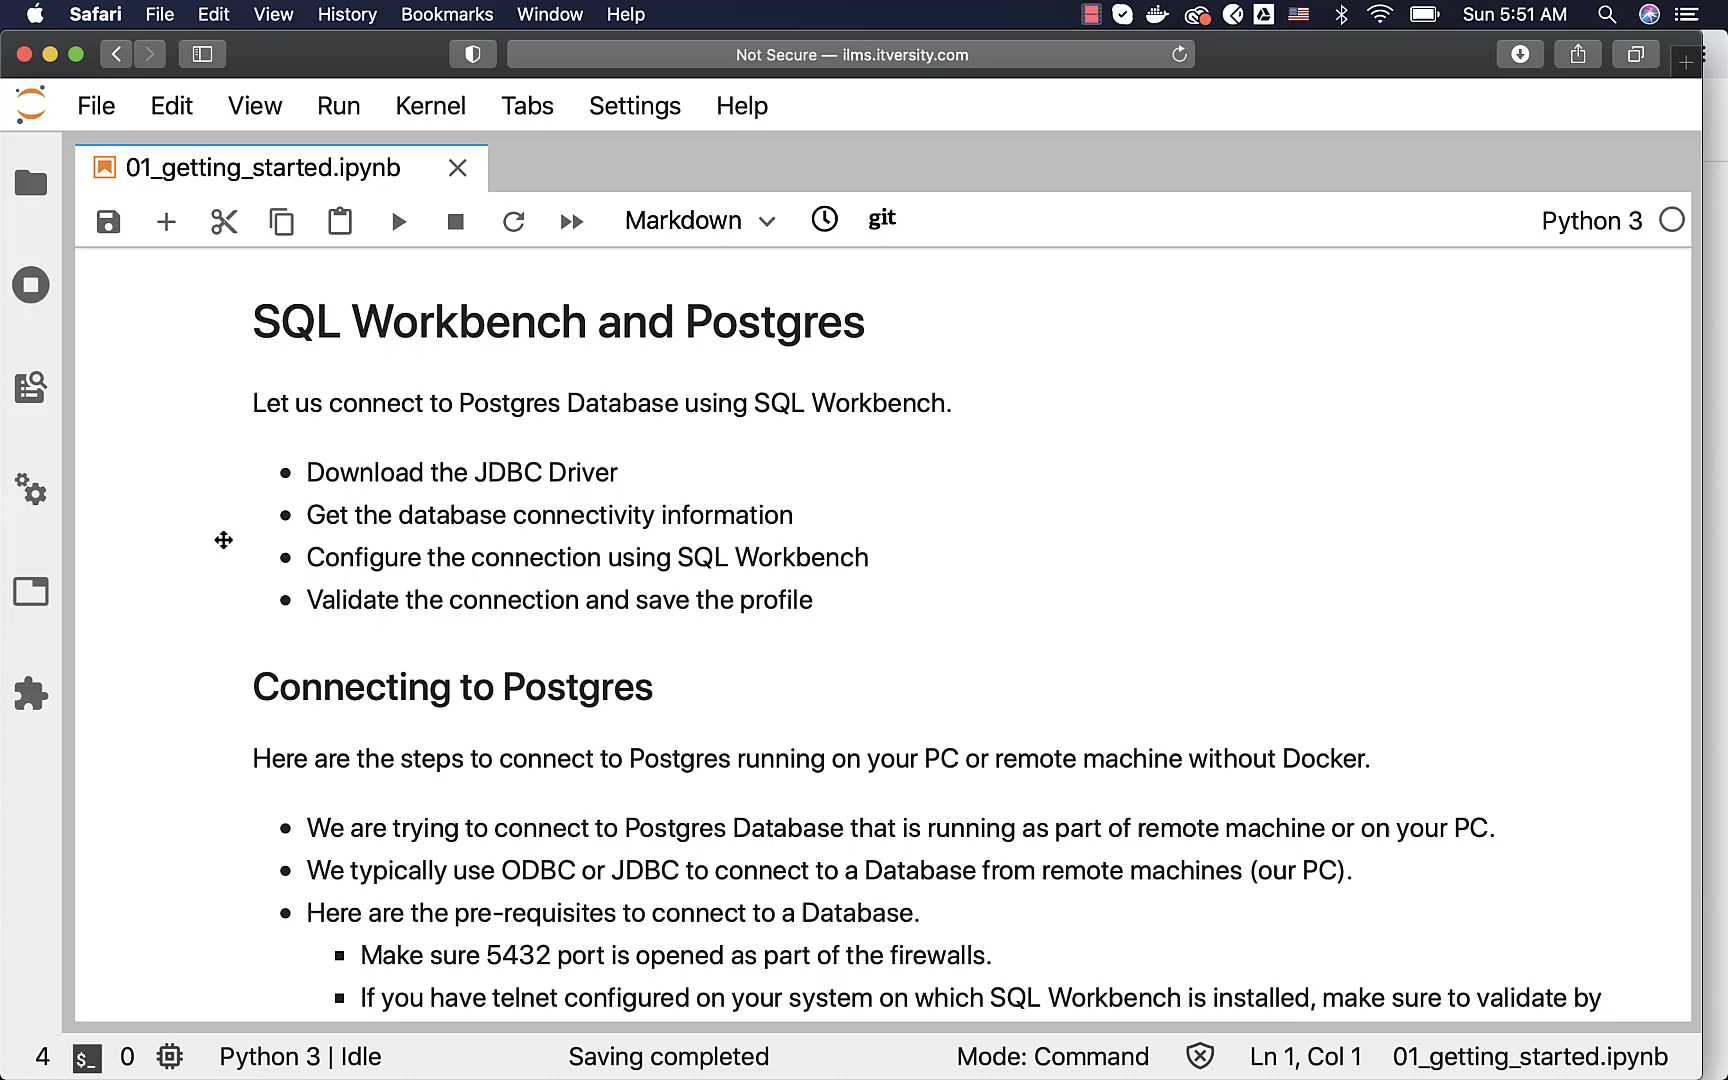 Safari File Edit View History Bookmarks Window Help Sun 5:51 AM
Not Secure — ilms.itversity.com
File Edit View Run Kernel Tabs Settings Help
01_getting_started.ipynb
Markdown git Python 3
SQL Workbench and Postgres
Let us connect to Postgres Database using SQL Workbench.
• Download the JDBC Driver
• Get the database connectivity information
• Configure the connection using SQL Workbench
• Validate the connection and save the profile
Connecting to Postgres
Here are the steps to connect to Postgres running on your PC or remote machine without Docker.
• We are trying to connect to Postgres Database that is running as part of remote machine or on your PC.
• We typically use ODBC or JDBC to connect to a Database from remote machines (our PC).
• Here are the pre-requisites to connect to a Database.
▪ Make sure 5432 port is opened as part of the firewalls.
▪ If you have telnet configured on your system on which SQL Workbench is installed, make sure to validate by
4 $_ 0 Python 3 | Idle Saving completed Mode: Command Ln 1, Col 1 01_getting_started.ipynb